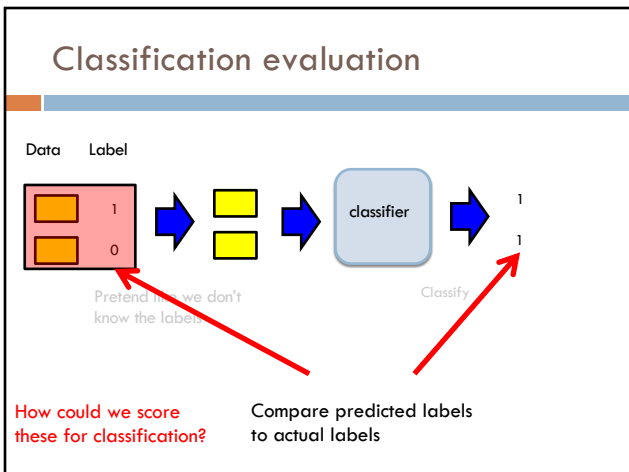 Classification evaluation
Data Label
1
0
classifier
1
1
Pretend like we don't
know the labels
Classify
How could we score
these for classification?
Compare predicted labels
to actual labels